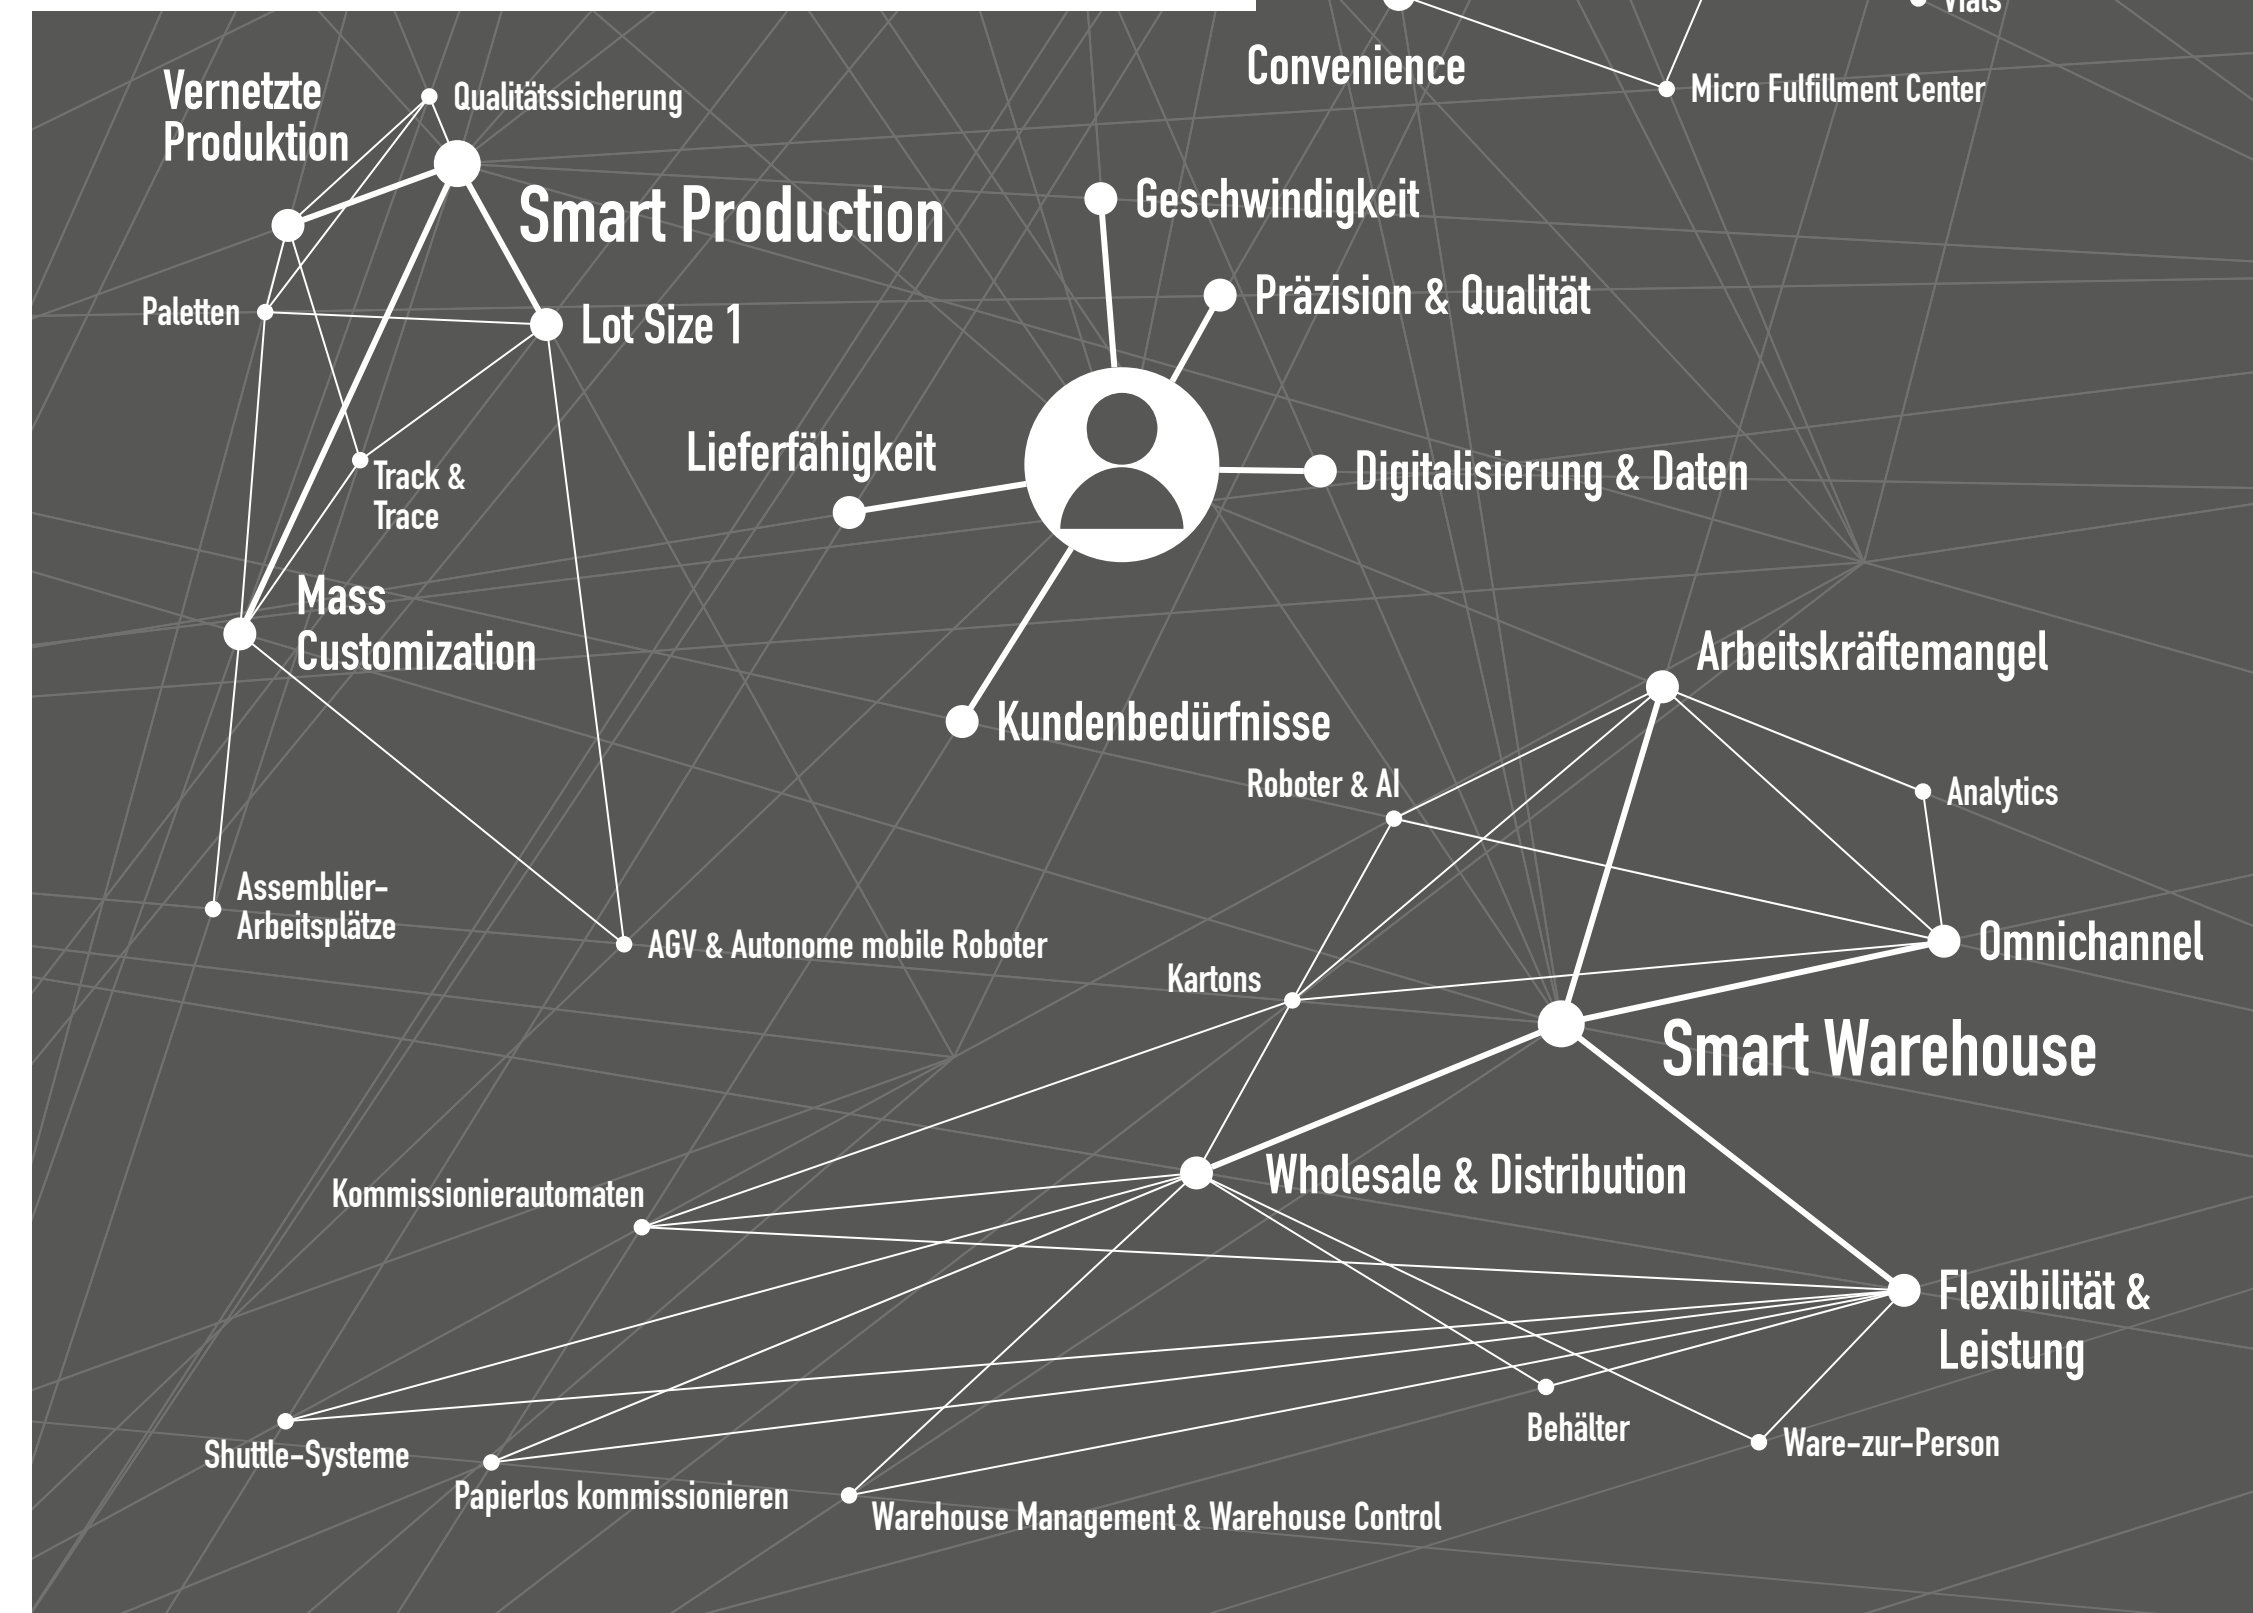 Vials
Convenience
Micro Fulfillment Center
Vernetzte
Produktion
Qualitätssicherung
Smart Production
Geschwindigkeit
Präzision & Qualität
Paletten
Lot Size 1
Lieferfähigkeit
Digitalisierung & Daten
Track &
Trace
Mass
Customization
Arbeitskräftemangel
Kundenbedürfnisse
Roboter & AI
Analytics
Assemblier-
Arbeitsplätze
AGV & Autonome mobile Roboter
Omnichannel
Kartons
Smart Warehouse
Wholesale & Distribution
Kommissionierautomaten
Flexibilität &
Leistung
Behälter
Ware-zur-Person
Shuttle-Systeme
Papierlos kommissionieren
Warehouse Management & Warehouse Control